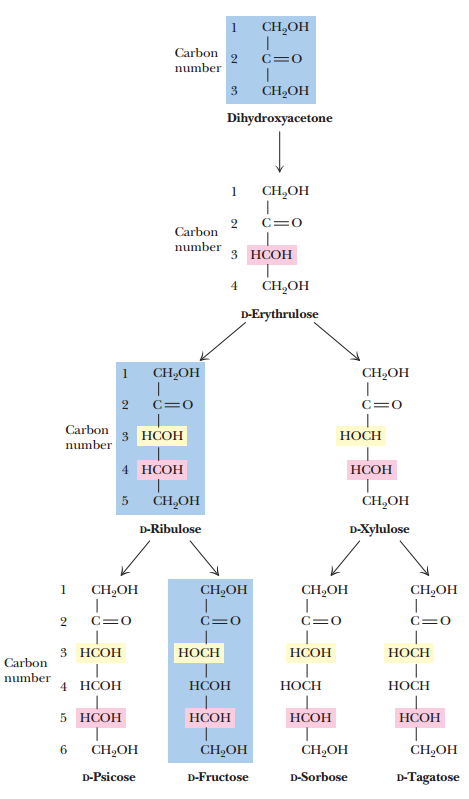 1 CH₂OH
Carbon number 2 C=O
3 CH₂OH
Dihydroxyacetone
1 CH₂OH
2 C=O
Carbon number 3 HCOH
4 CH₂OH
D-Erythrulose
1 CH₂OH CH₂OH
2 C=O C=O
Carbon number 3 HCOH HOCH
4 HCOH HCOH
5 CH₂OH CH₂OH
D-Ribulose D-Xylulose
1 CH₂OH CH₂OH CH₂OH CH₂OH
2 C=O C=O C=O C=O
3 HCOH HOCH HCOH HOCH
Carbon number 4 HCOH HCOH HOCH HOCH
5 HCOH HCOH HCOH HCOH
6 CH₂OH CH₂OH CH₂OH CH₂OH
D-Psicose D-Fructose D-Sorbose D-Tagatose